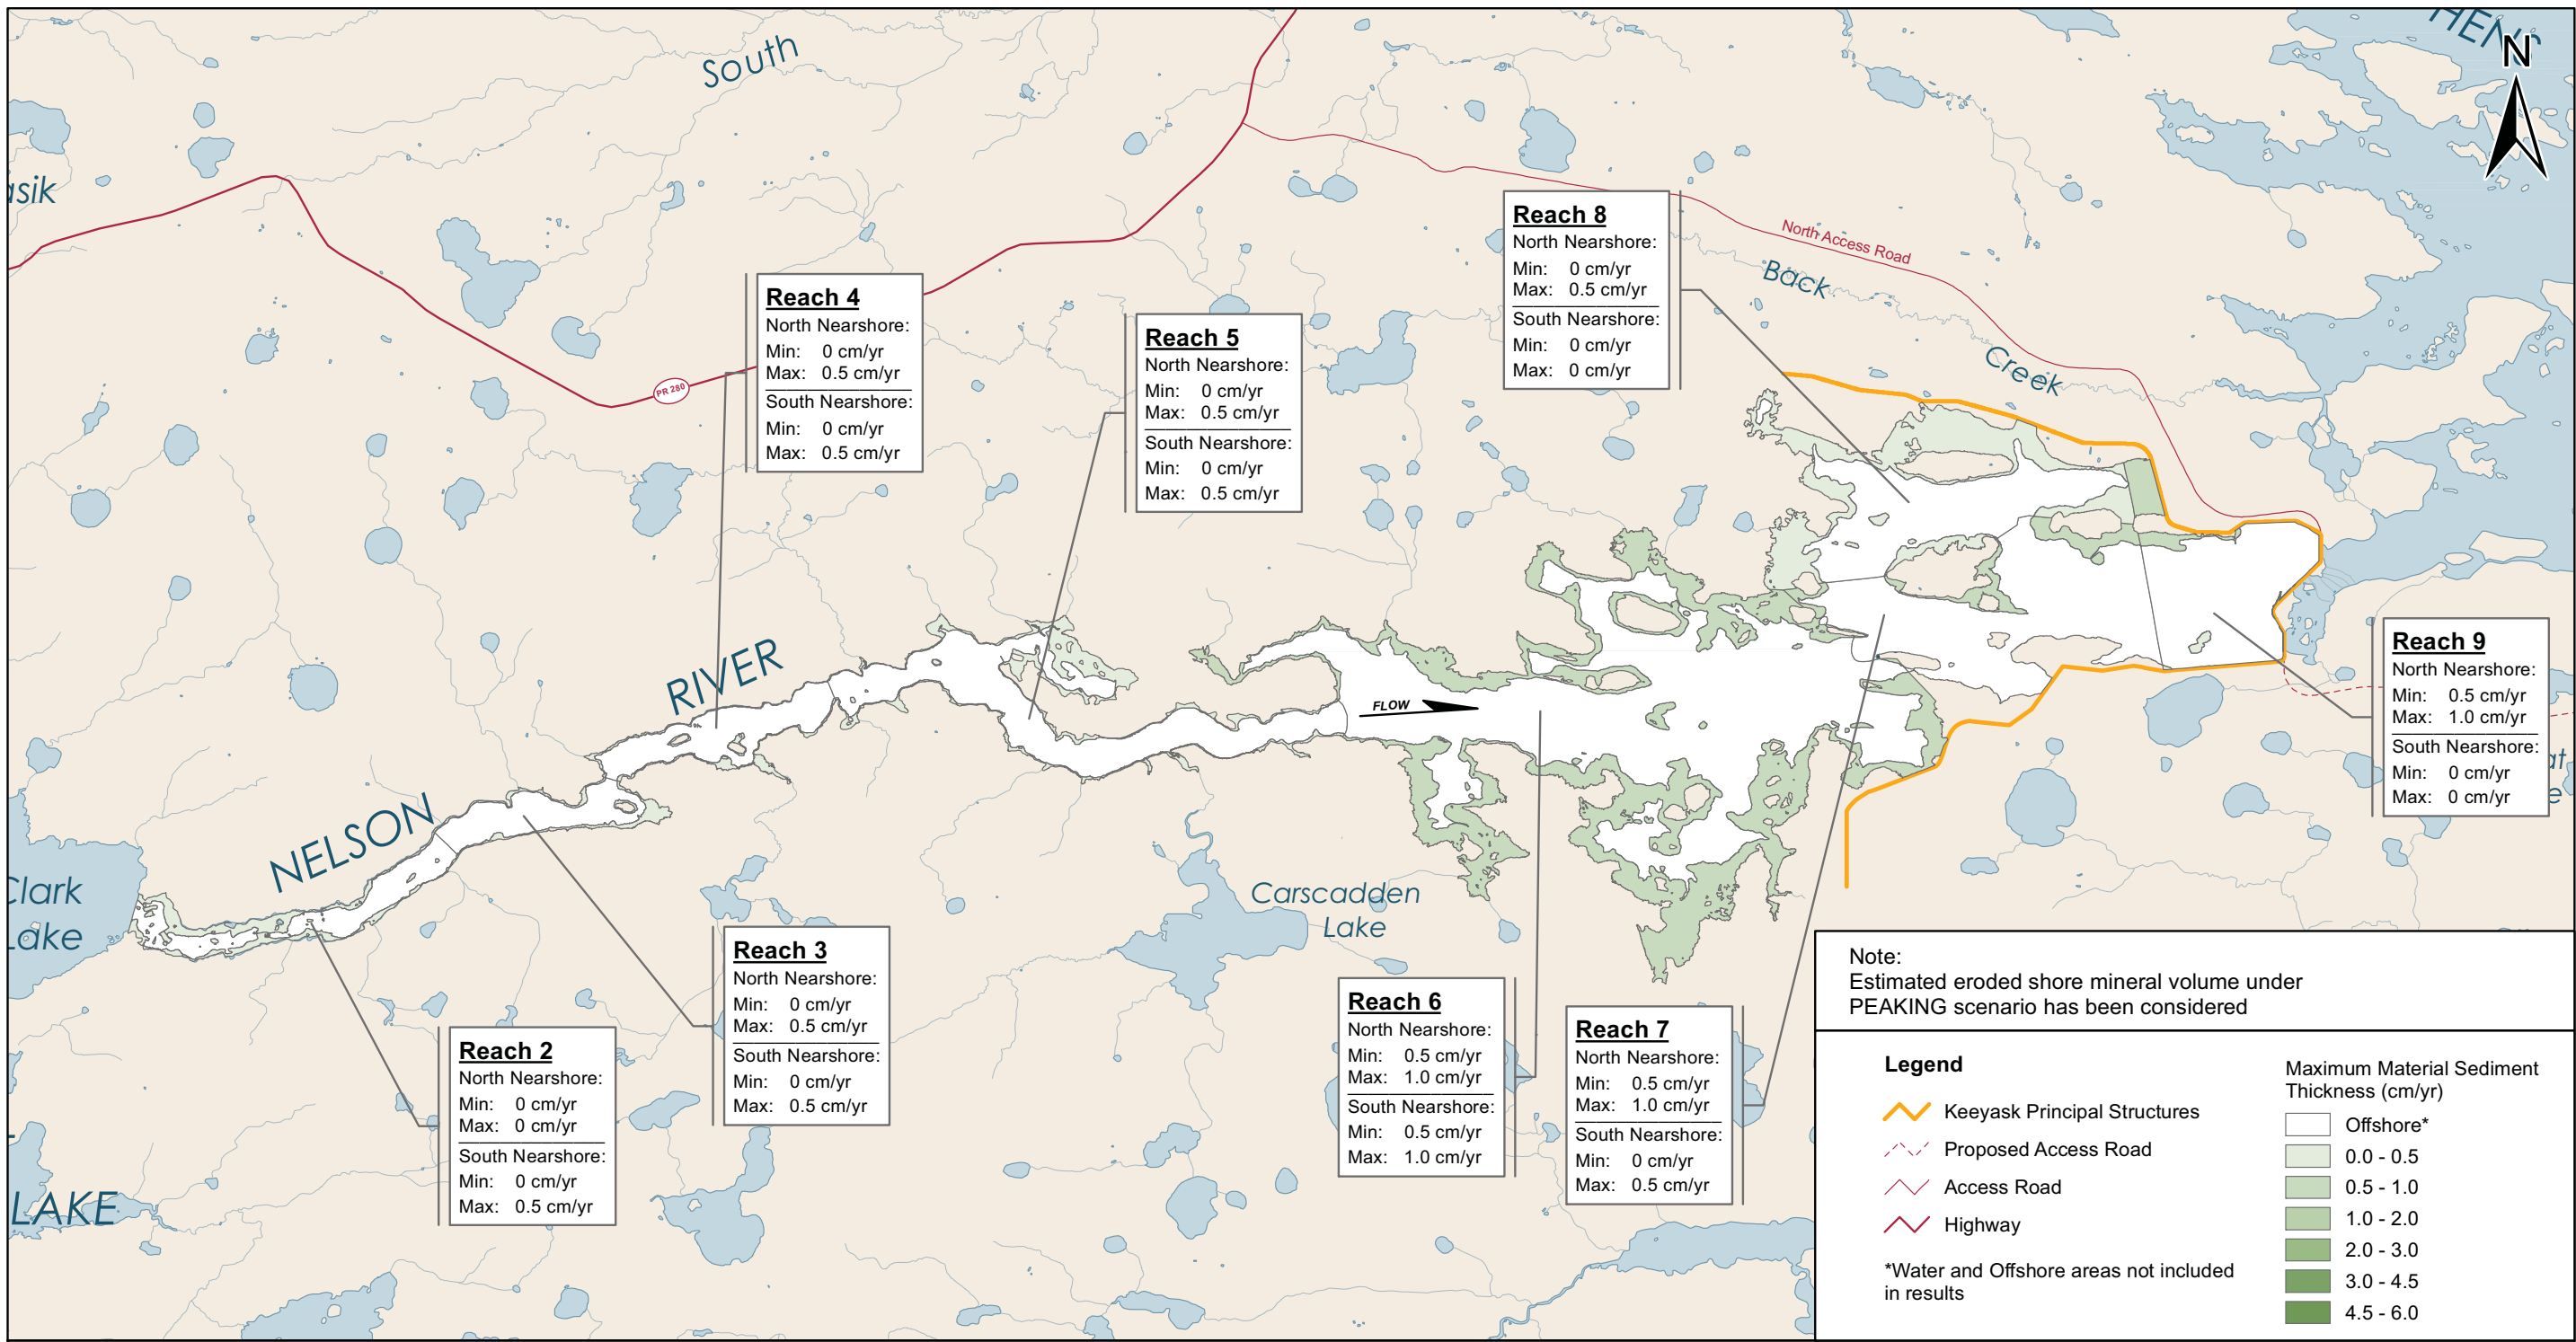 HENS
N
South
asik
North Access Road
Back
Creek
PR 280
Reach 8
North Nearshore:
Min: 0 cm/yr
Max: 0.5 cm/yr
South Nearshore:
Min: 0 cm/yr
Max: 0 cm/yr
Reach 4
North Nearshore:
Min: 0 cm/yr
Max: 0.5 cm/yr
South Nearshore:
Min: 0 cm/yr
Max: 0.5 cm/yr
Reach 5
North Nearshore:
Min: 0 cm/yr
Max: 0.5 cm/yr
South Nearshore:
Min: 0 cm/yr
Max: 0.5 cm/yr
Reach 9
North Nearshore:
Min: 0.5 cm/yr
Max: 1.0 cm/yr
South Nearshore:
Min: 0 cm/yr
Max: 0 cm/yr
at
e
NELSON RIVER
FLOW
Clark
Lake
Carscadden
Lake
LAKE
Reach 3
North Nearshore:
Min: 0 cm/yr
Max: 0.5 cm/yr
South Nearshore:
Min: 0 cm/yr
Max: 0.5 cm/yr
Reach 2
North Nearshore:
Min: 0 cm/yr
Max: 0 cm/yr
South Nearshore:
Min: 0 cm/yr
Max: 0.5 cm/yr
Reach 6
North Nearshore:
Min: 0.5 cm/yr
Max: 1.0 cm/yr
South Nearshore:
Min: 0.5 cm/yr
Max: 1.0 cm/yr
Reach 7
North Nearshore:
Min: 0.5 cm/yr
Max: 1.0 cm/yr
South Nearshore:
Min: 0 cm/yr
Max: 0.5 cm/yr
Note:
Estimated eroded shore mineral volume under
PEAKING scenario has been considered
Legend
Keeyask Principal Structures
Proposed Access Road
Access Road
Highway
*Water and Offshore areas not included
in results
Maximum Material Sediment
Thickness (cm/yr)
Offshore*
0.0 - 0.5
0.5 - 1.0
1.0 - 2.0
2.0 - 3.0
3.0 - 4.5
4.5 - 6.0